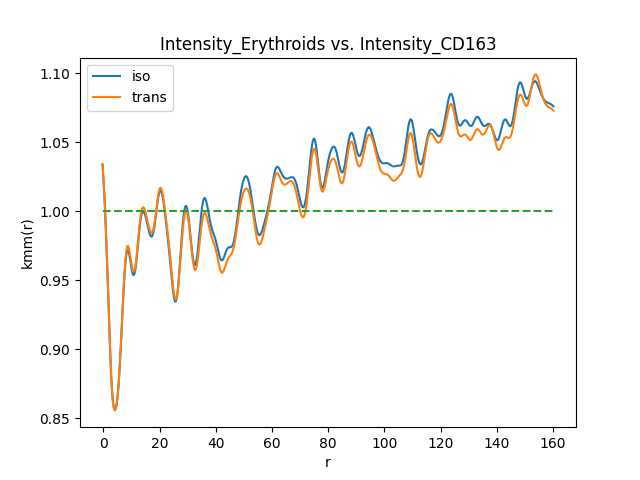 Intensity_Erythroids vs. Intensity_CD163
iso
trans
1.10
1.05
1.00
0.95
0.90
0.85
kmm(r)
0 20 40 60 80 100 120 140 160
r